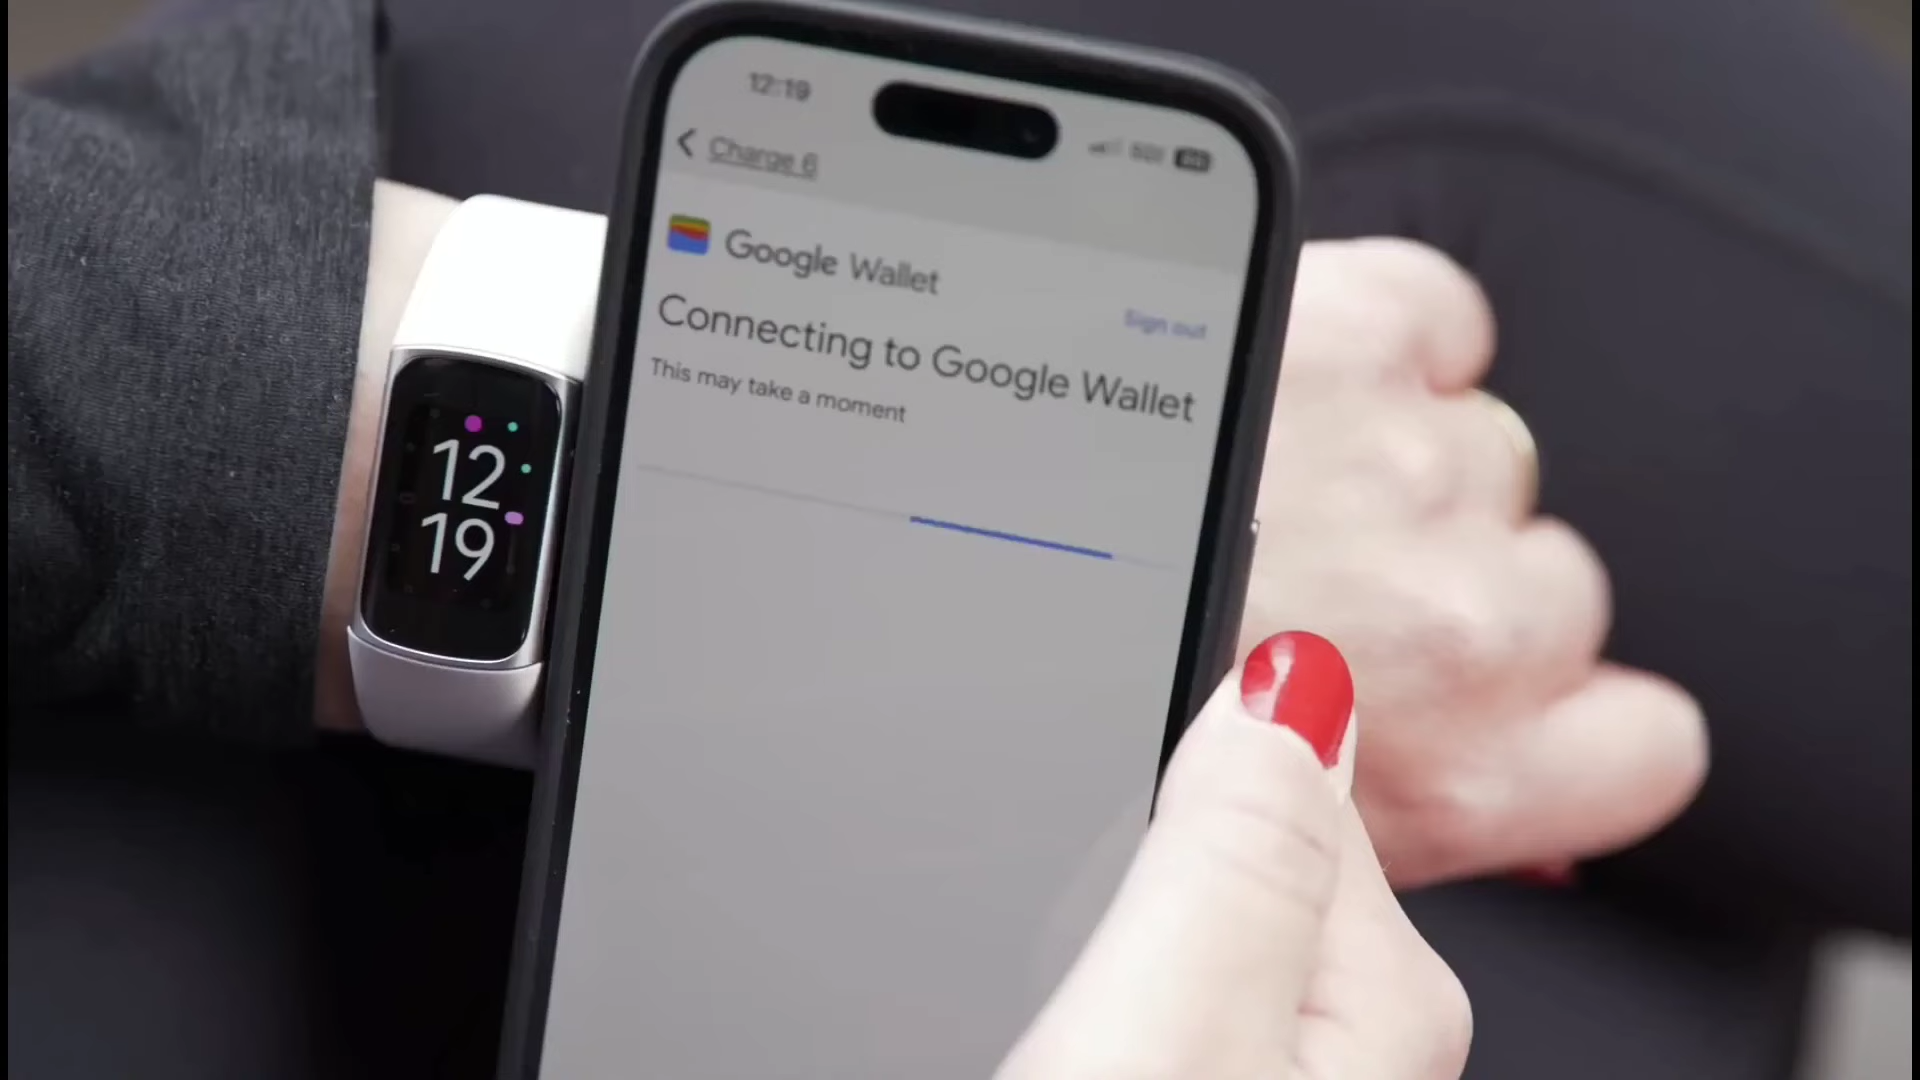 12:19
Charge 6
Google Wallet
Sign out
Connecting to Google Wallet
This may take a moment
12
19